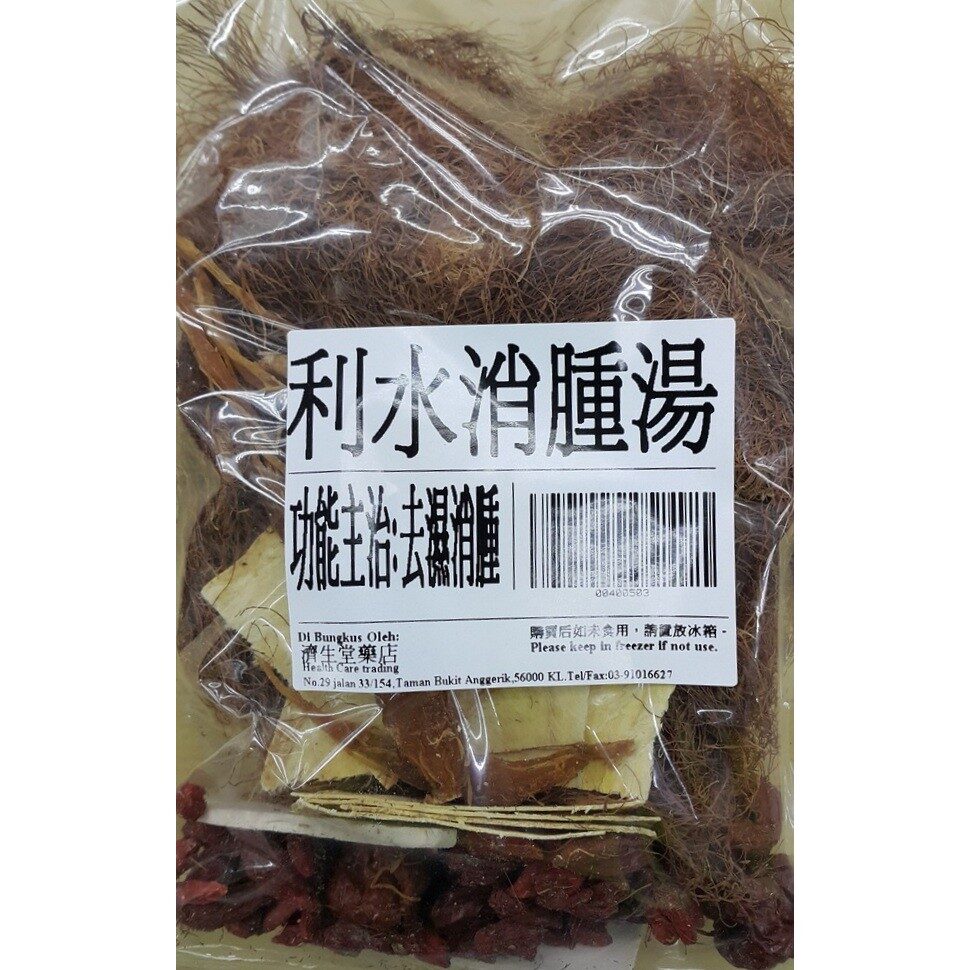 利水消腫湯
功能主治:去濕消腫
00400503
Di Bungkus Oleh:
濟生堂藥店
Health Care trading
No.29 jalan 33/154,Taman Bukit Anggerik,56000 KL.Tel/Fax:03-91016627
購買后如未食用，請置放冰箱-
Please keep in freezer if not use.